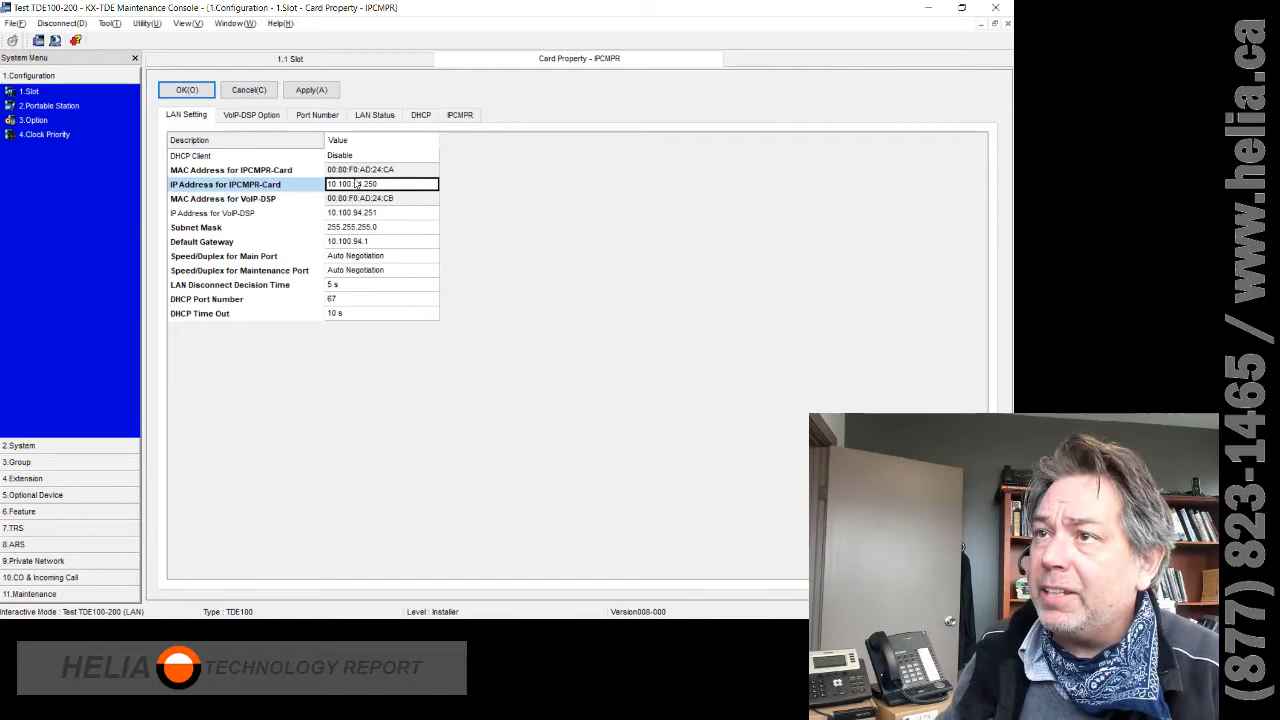 Test TDE100-200 - KX-TDE Maintenance Console - [1.Configuration - 1.Slot - Card Property - IPCMPR]
File(F) Disconnect(D) Tool(T) Utility(U) View(V) Window(W) Help(H)
System Menu
1.Configuration
1.Slot
2.Portable Station
3.Option
4.Clock Priority
2.System
3.Group
4.Extension
5.Optional Device
6.Feature
7.TRS
8.ARS
9.Private Network
10.CO & Incoming Call
11.Maintenance
1.1 Slot Card Property - IPCMPR
OK(O) Cancel(C) Apply(A)
LAN Setting VoIP-DSP Option Port Number LAN Status DHCP IPCMPR
Description Value
DHCP Client Disable
MAC Address for IPCMPR-Card 00:80:F0:AD:24:CA
IP Address for IPCMPR-Card 10.100.94.250
MAC Address for VoIP-DSP 00:80:F0:AD:24:CB
IP Address for VoIP-DSP 10.100.94.251
Subnet Mask 255.255.255.0
Default Gateway 10.100.94.1
Speed/Duplex for Main Port Auto Negotiation
Speed/Duplex for Maintenance Port Auto Negotiation
LAN Disconnect Decision Time 5 s
DHCP Port Number 67
DHCP Time Out 10 s
Interactive Mode : Test TDE100-200 (LAN) Type : TDE100 Level : Installer Version008-000
HELIA TECHNOLOGY REPORT
(877) 823-1465 / www.helia.ca